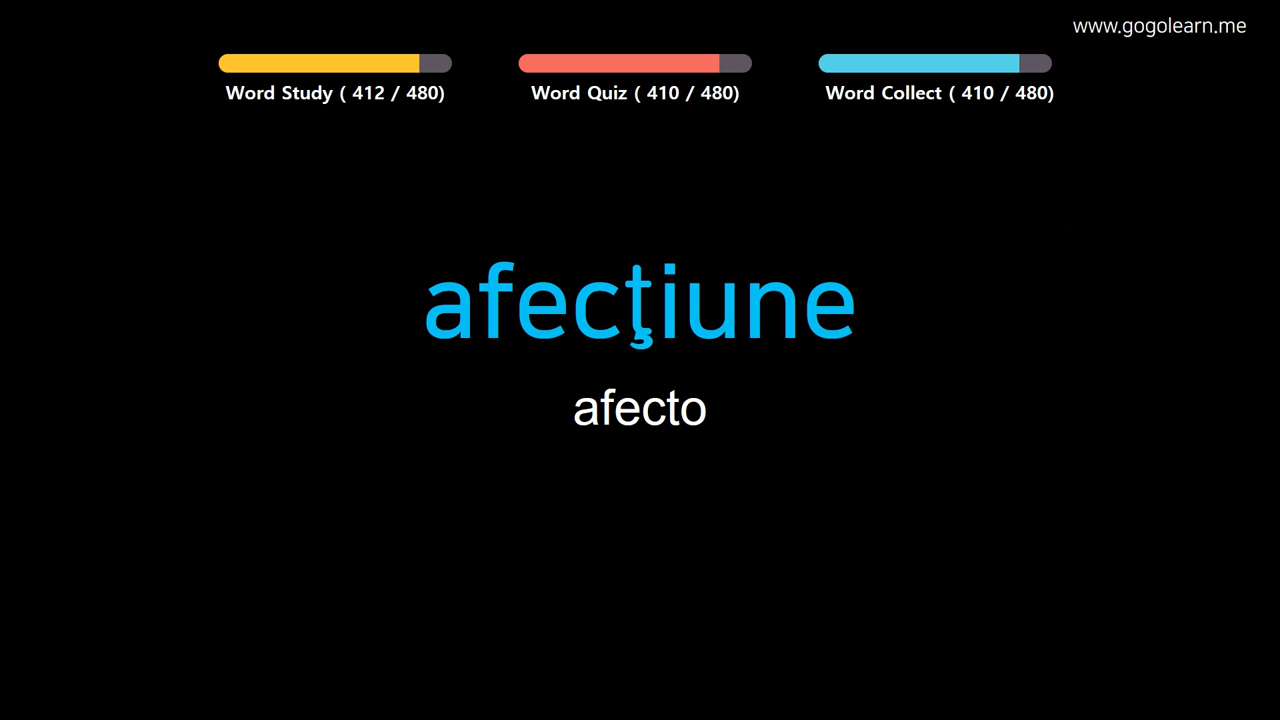 www.gogolearn.me
Word Study ( 412 / 480)
Word Quiz ( 410 / 480)
Word Collect ( 410 / 480)
afecţiune
afecto